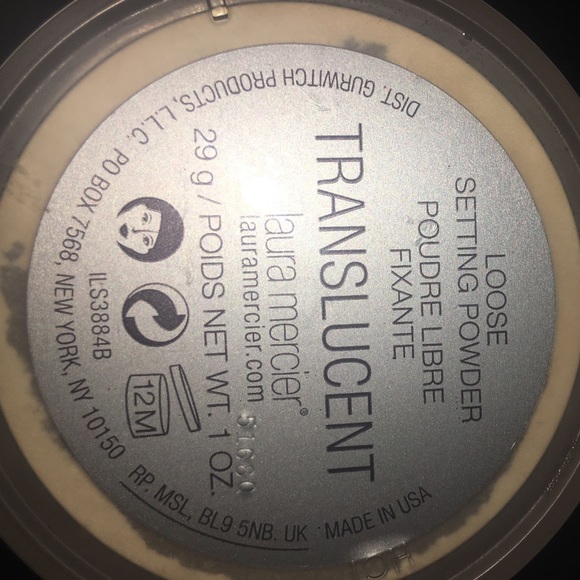 LOOSE
SETTING POWDER
POUDRE LIBRE
FIXANTE
TRANSLUCENT
laura mercier®
lauramercier.com
29 g / POIDS NET WT. 1 OZ.
12M
ILS3884B
DIST. GURWITCH PRODUCTS, L.L.C. PO BOX 7568, NEW YORK, NY 10150
RP, MSL, BL9 5NB. UK · MADE IN USA